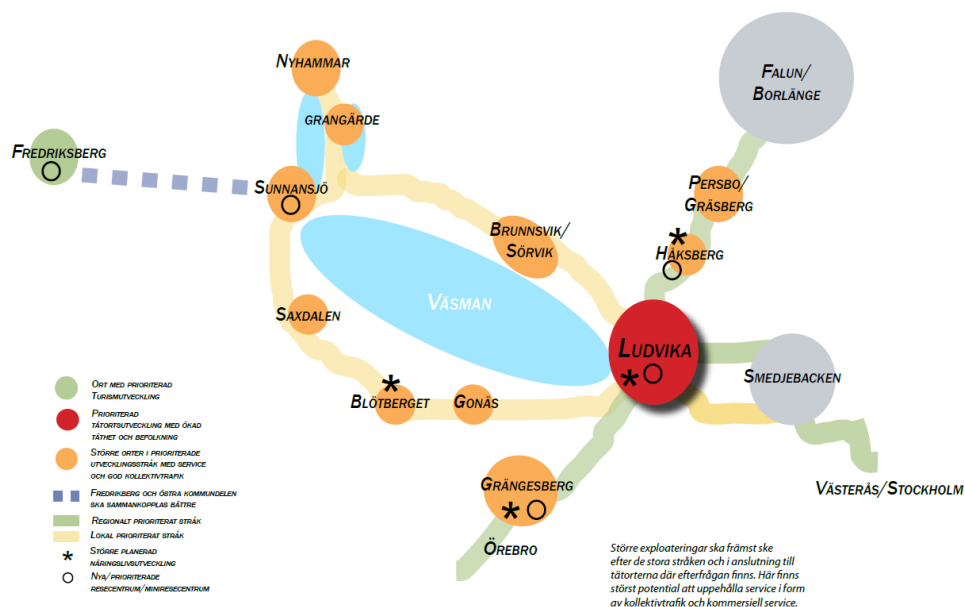 NYHAMMAR
GRANGÄRDE
FREDRIKSBERG
SUNNANSJÖ
FALUN/
BORLÄNGE
PERSBO/
GRÄSBERG
*
HÅKSBERG
BRUNNSVIK/
SÖRVIK
VÄSMAN
SAXDALEN
LUDVIKA
*
SMEDJEBACKEN
*
BLÖTBERGET
GONÄS
GRÄNGESBERG
*
ÖREBRO
VÄSTERÅS/STOCKHOLM
ORT MED PRIORITERAD
TURISMUTVECKLING
PRIORITERAD
TÄTORTSUTVECKLING MED ÖKAD
TÄTHET OCH BEFOLKNING
STÖRRE ORTER I PRIORITERADE
UTVECKLINGSSTRÅK MED SERVICE
OCH GOD KOLLEKTIVTRAFIK
FREDRIKBERG OCH ÖSTRA KOMMUNDELEN
SKA SAMMANKOPPLAS BÄTTRE
REGIONALT PRIORITERAT STRÅK
LOKAL PRIORITERAT STRÅK
* STÖRRE PLANERAD
NÄRINGSLIVSUTVECKLING
NYA/PRIORITERADE
RESECENTRUM/MINIRESECENTRUM
Större exploateringar ska främst ske
efter de stora stråken och i anslutning till
tätorterna där efterfrågan finns. Här finns
störst potential att uppehålla service i form
av kollektivtrafik och kommersiell service.